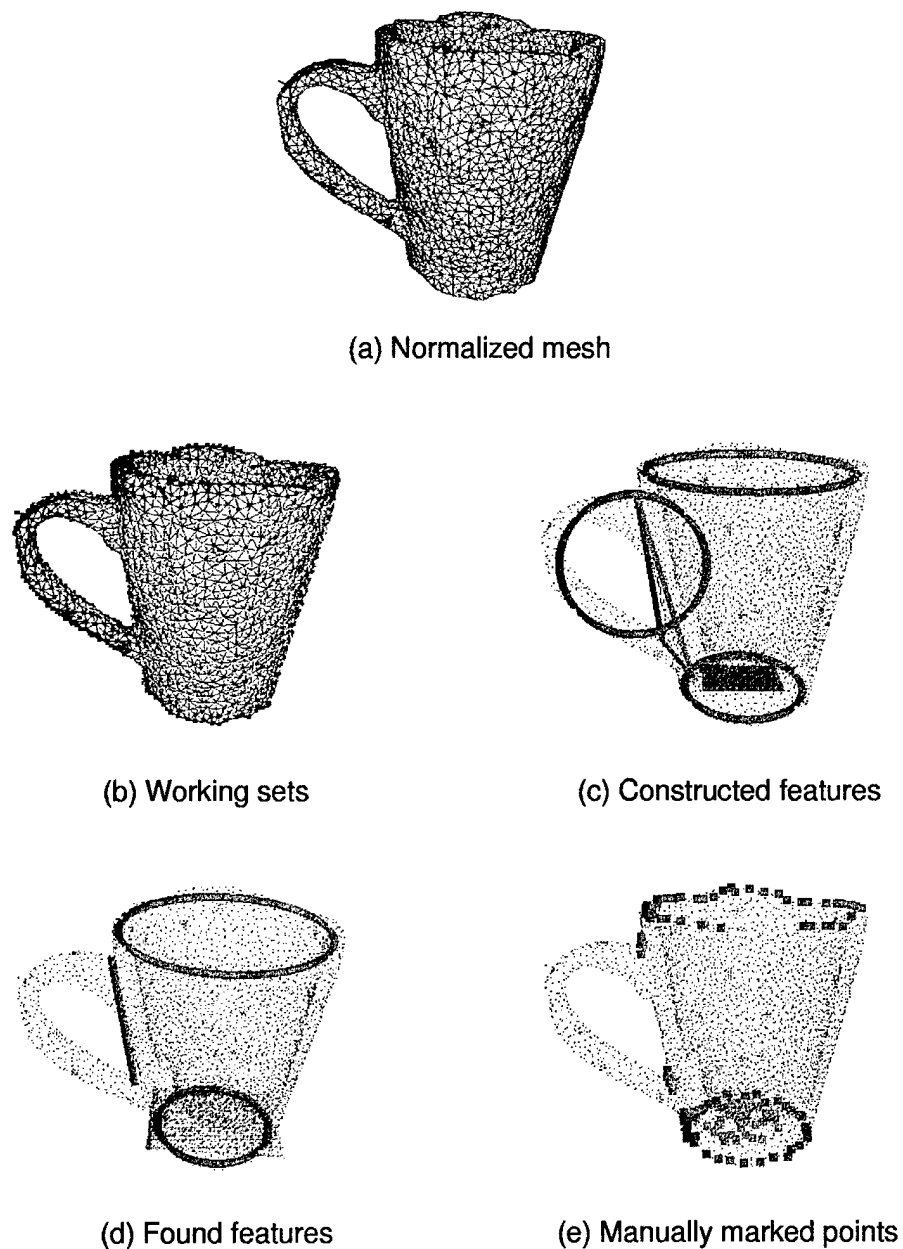 (a) Normalized mesh
(b) Working sets
(c) Constructed features
(d) Found features
(e) Manually marked points